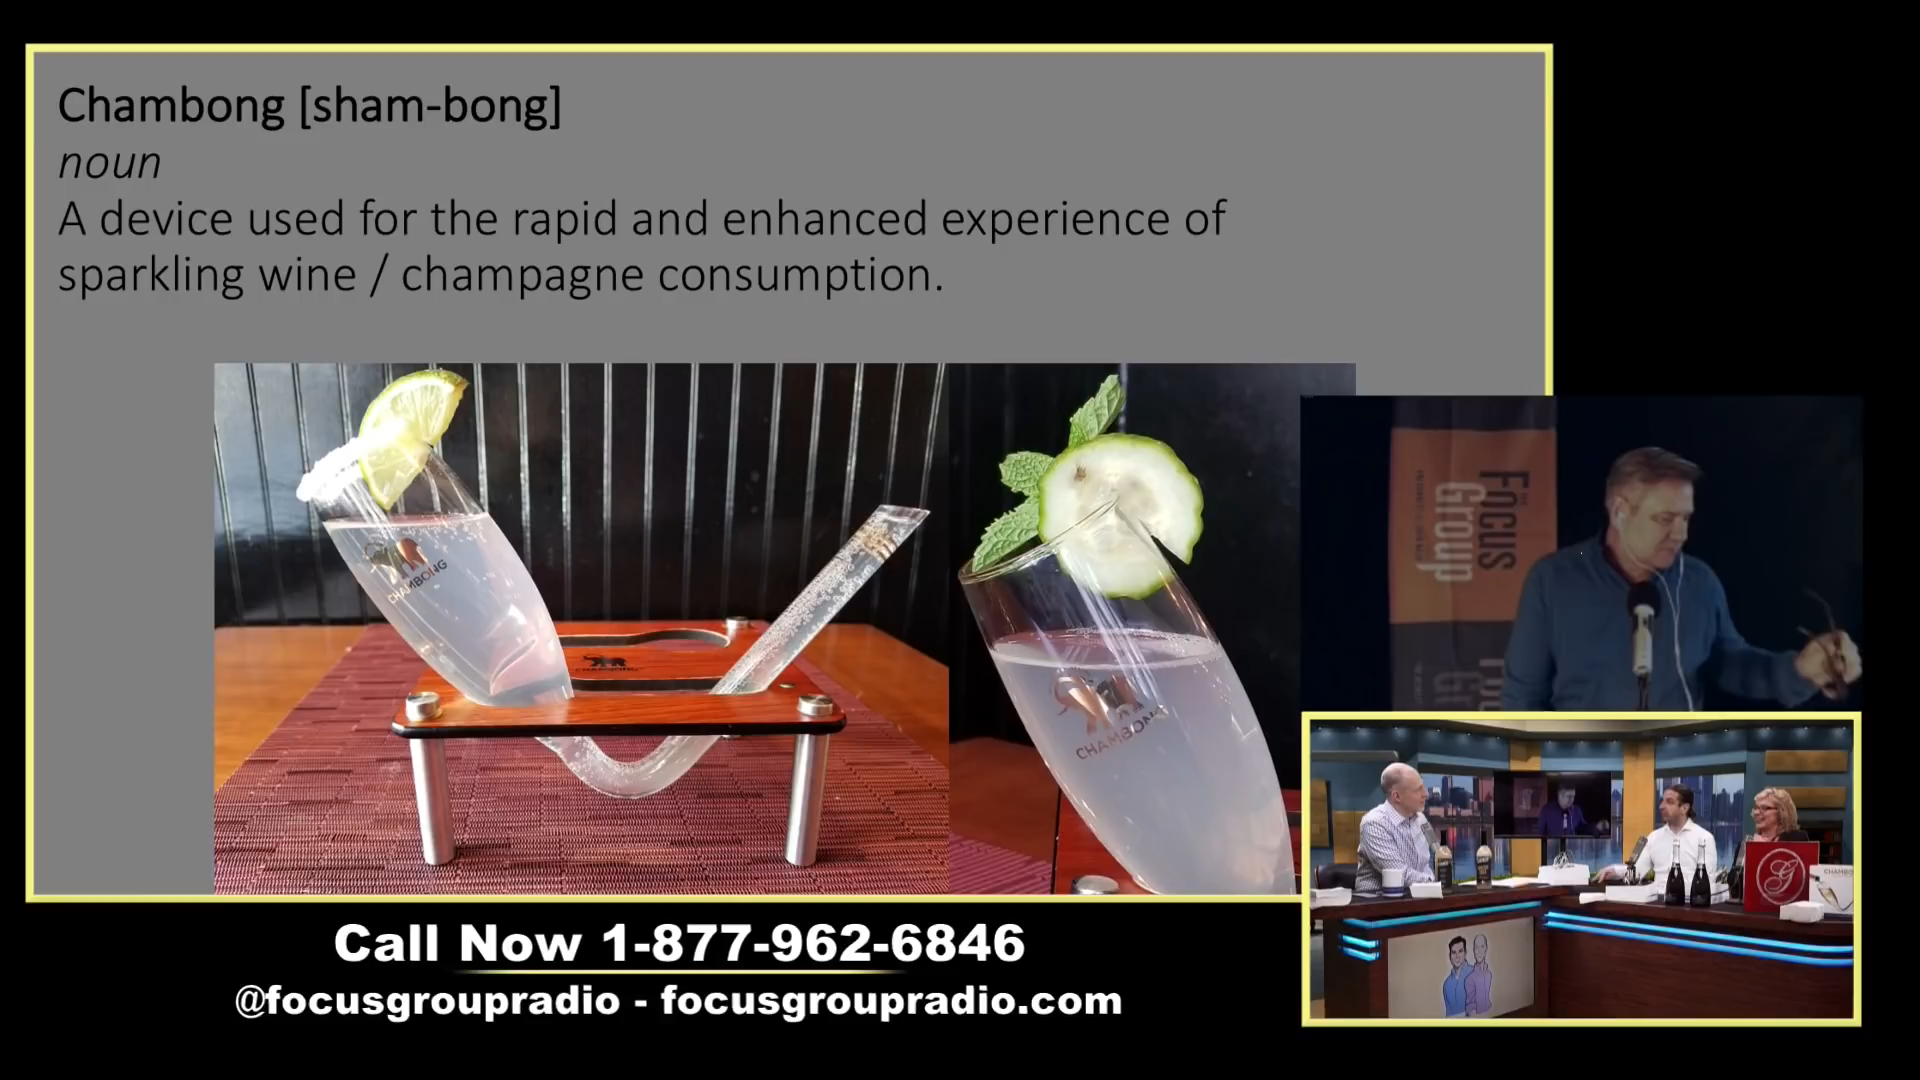 Chambong [sham-bong]
noun
A device used for the rapid and enhanced experience of
sparkling wine / champagne consumption.
CHAMBONG
CHAMBONG
Focus
Group
G
Call Now 1-877-962-6846
@focusgroupradio - focusgroupradio.com